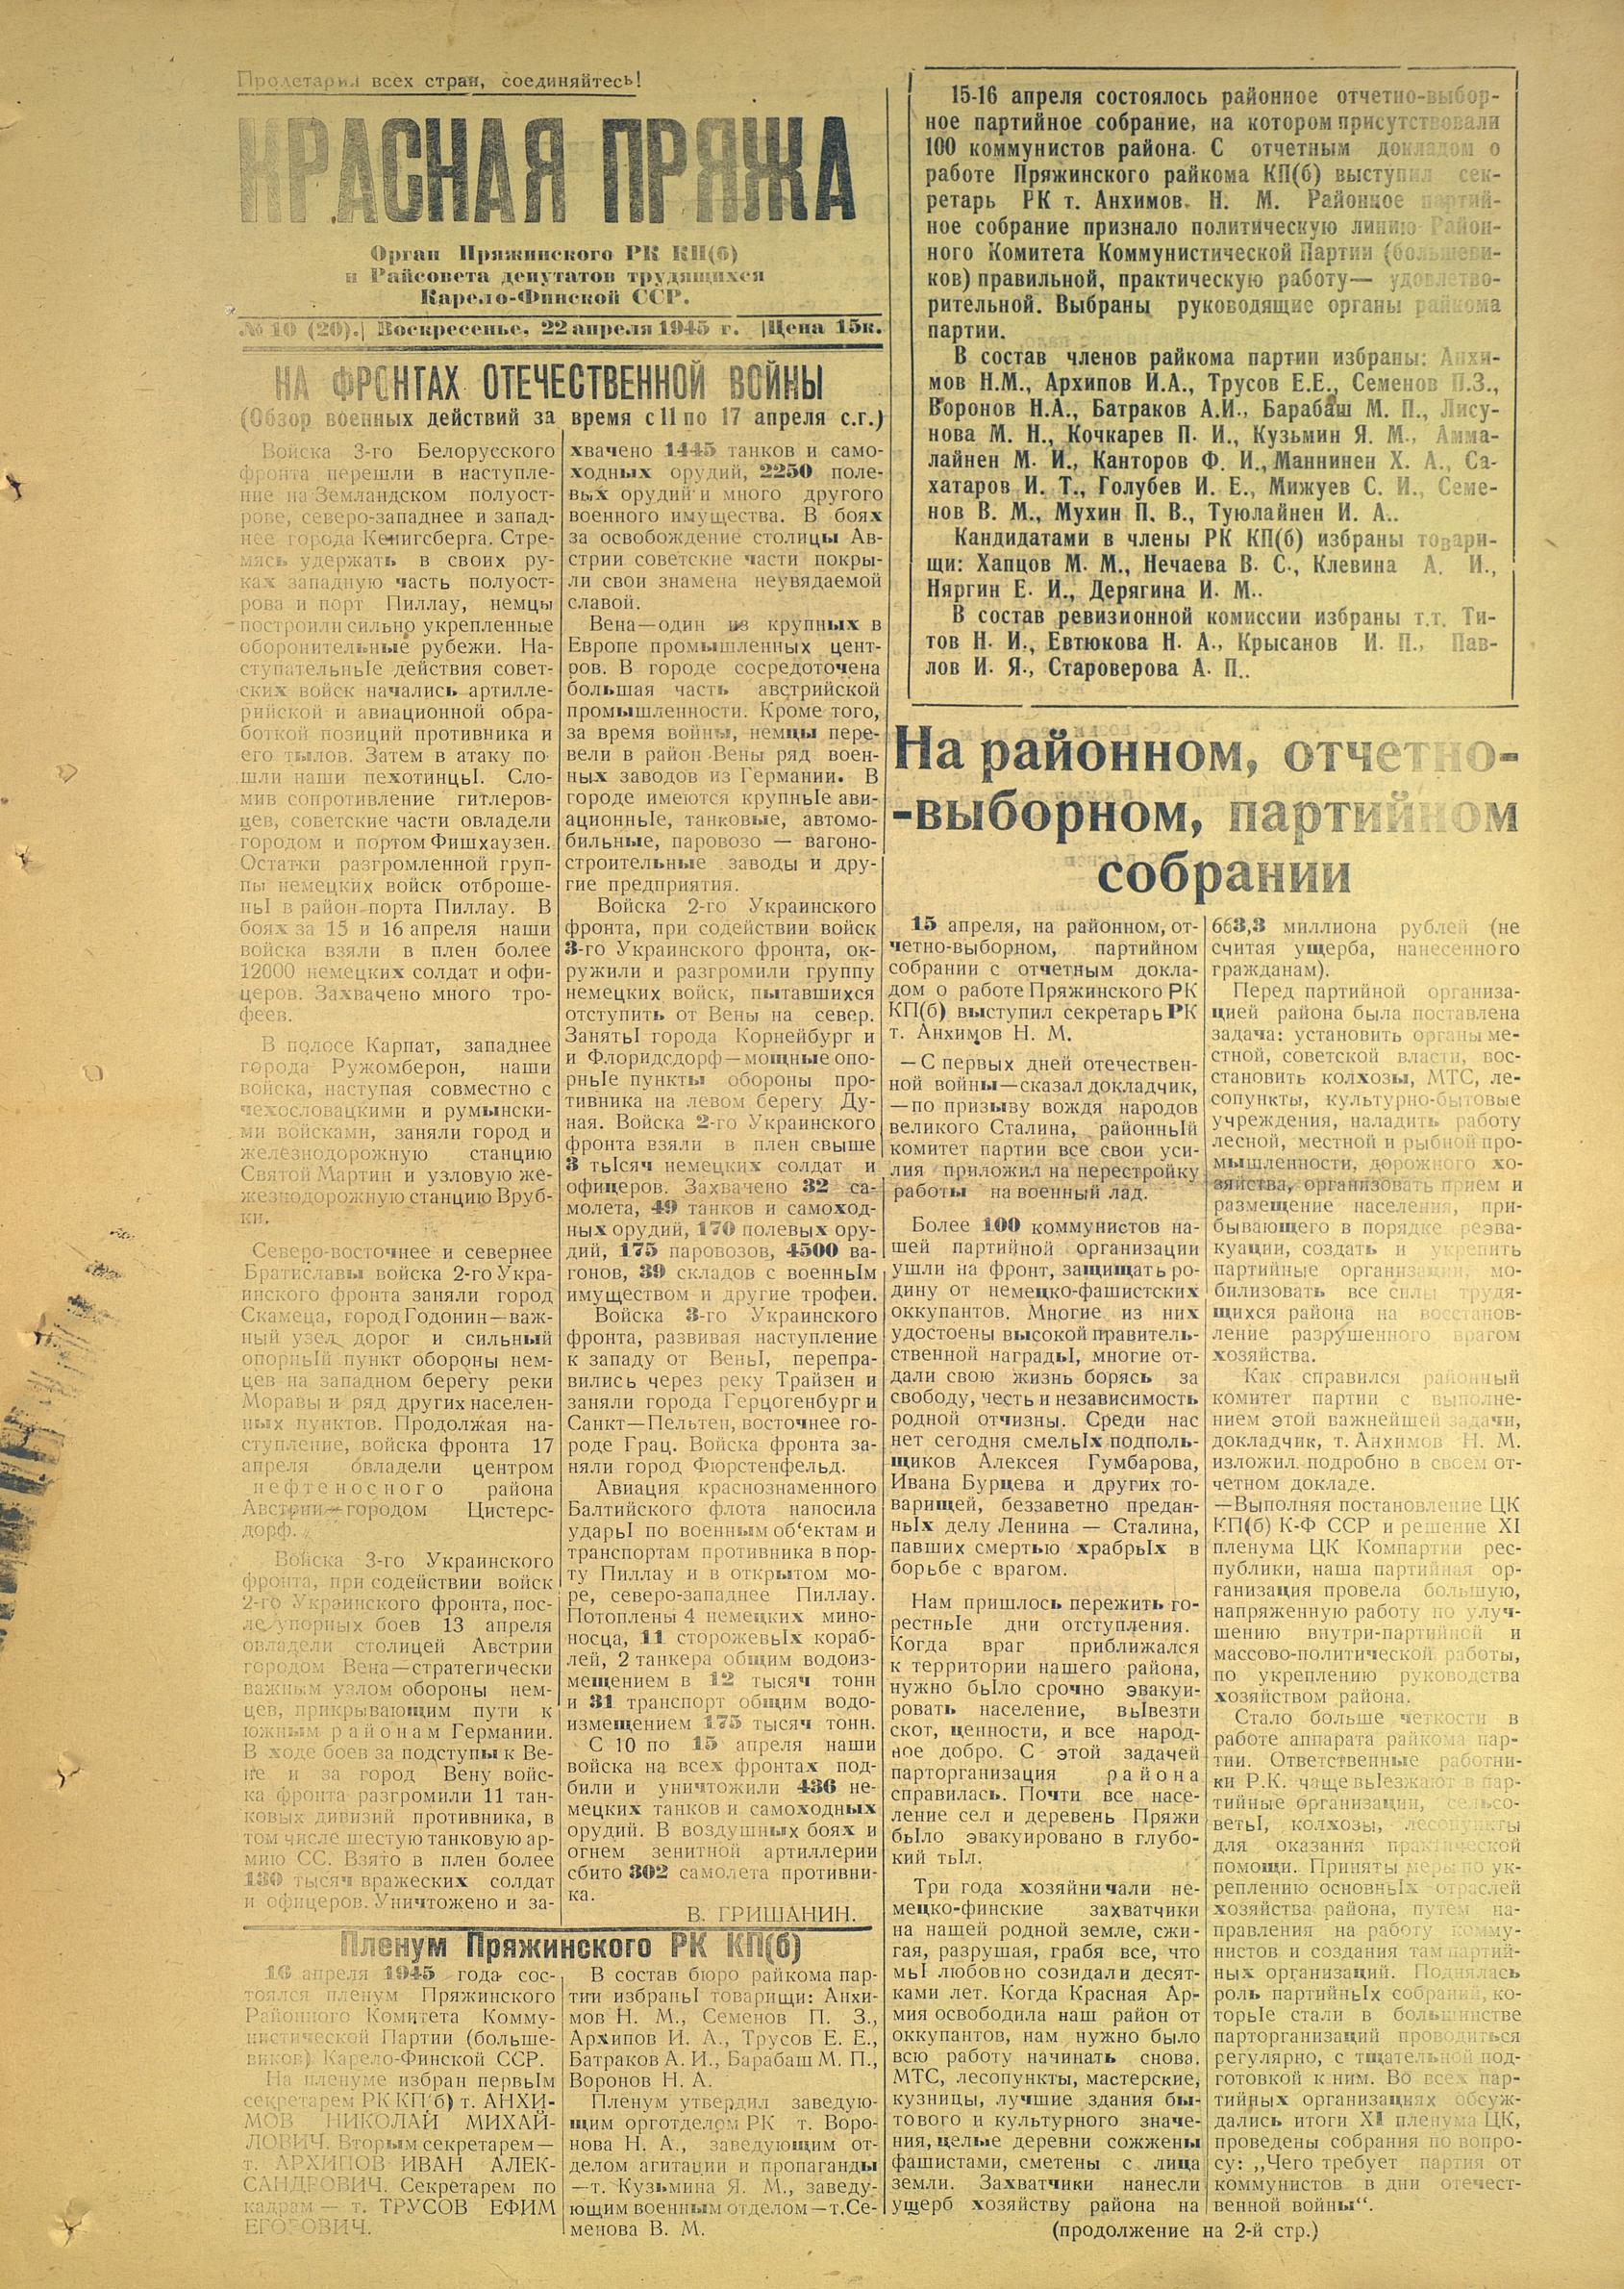 Пролетарии всех стран, соединяйтесь!
КРАСНАЯ ПРЯЖА
Орган Пряжинского РК КП(б)
и Райсовета депутатов трудящихся
Карело-Финской ССР.
№ 10 (26). | Воскресенье, 22 апреля 1945 г. | Цена 15к.
НА ФРОНТАХ ОТЕЧЕСТВЕННОЙ ВОЙНЫ
(Обзор военных действий за время с 11 по 17 апреля с.г.)
Войска 3-го Белорусского
фронта перешли в наступле-
ние на Земландском полуост-
рове, северо-западнее и запад-
нее города Кенигсберга. Стре-
мясь удержать в своих ру-
ках западную часть полуост-
рова и порт Пиллау, немцы
построили сильно укрепленные
оборонительные рубежи. На-
ступательные действия совет-
ских войск начались артилле-
рийской и авиационной обра-
боткой позиций противника и
его тылов. Затем в атаку по-
шли наши пехотинцы. Сло-
мив сопротивление гитлеров-
цев, советские части овладели
городом и портом Фишхаузен.
Остатки разгромленной груп-
пы немецких войск отброше-
ны в район порта Пиллау. В
боях за 15 и 16 апреля наши
войска взяли в плен более
12000 немецких солдат и офи-
церов. Захвачено много тро-
феев.
В полосе Карпат, западнее
города Ружомберон, наши
войска, наступая совместно с
чехословацкими и румынски-
ми войсками, заняли город и
железнодорожную станцию
Святой Мартин и узловую же-
жезнодорожную станцию Вруб-
ки.
Северо-восточнее и севернее
Братиславы войска 2-го Укра-
инского фронта заняли город
Скамеца, город Годонин—важ-
ный узел дорог и сильный
опорный пункт обороны нем-
цев на западном берегу реки
Моравы и ряд других населен-
ных пунктов. Продолжая на-
ступление, войска фронта 17
апреля овладели центром
нефтеносного района
Австрии—городом Цистерс-
дорф.
Войска 3-го Украинского
фронта, при содействии войск
2-го Украинского фронта, пос-
ле упорных боев 13 апреля
овладели столицей Австрии
городом Вена—стратегически
важным узлом обороны нем-
цев, прикрывающим пути к
южным районам Германии.
В ходе боев за подступы к Ве-
не и за город Вену войс-
ка фронта разгромили 11 тан-
ковых дивизий противника, в
том числе шестую танковую ар-
мию СС. Взято в плен более
130 тысяч вражеских солдат
и офицеров. Уничтожено и за-
хвачено 1445 танков и само-
ходных орудий, 2250 поле-
вых орудий и много другого
военного имущества. В боях
за освобождение столицы Ав-
стрии советские части покры-
ли свои знамена неувядаемой
славой.
Вена—один из крупных в
Европе промышленных цент-
ров. В городе сосредоточена
большая часть австрийской
промышленности. Кроме того,
за время войны, немцы пере-
вели в район Вены ряд воен-
ных заводов из Германии. В
городе имеются крупные ави-
ационные, танковые, автомо-
бильные, паровозо — вагоно-
строительные заводы и дру-
гие предприятия.
Войска 2-го Украинского
фронта, при содействии войск
3-го Украинского фронта, ок-
ружили и разгромили группу
немецких войск, пытавшихся
отступить от Вены на север.
Заняты города Корнейбург и
и Флоридсдорф—мощные опо-
рные пункты обороны про-
тивника на левом берегу Ду-
ная. Войска 2-го Украинского
фронта взяли в плен свыше
3 тысяч немецких солдат и
офицеров. Захвачено 32 са-
молета, 49 танков и самоход-
ных орудий, 170 полевых ору-
дий, 175 паровозов, 4500 ва-
гонов, 39 складов с военным
имуществом и другие трофеи.
Войска 3-го Украинского
фронта, развивая наступление
к западу от Вены, перепра-
вились через реку Трайзен и
заняли города Герцогенбург и
Санкт—Пельтен, восточнее го-
роде Грац. Войска фронта за-
няли город Фюрстенфельд.
Авиация краснознаменного
Балтийского флота наносила
удары по военным об‘ектам и
транспортам противника в пор-
ту Пиллау и в открытом мо-
ре, северо-западнее Пиллау.
Потоплены 4 немецких мино-
носца, 11 сторожевых кораб-
лей, 2 танкера общим водоиз-
мещением в 12 тысяч тонн
и 31 транспорт общим водо-
измещением 175 тысяч тонн.
С 10 по 15 апреля наши
войска на всех фронтах под-
били и уничтожили 436 не-
мецких танков и самоходных
орудий. В воздушных боях и
огнем зенитной артиллерии
сбито 302 самолета противни-
ка.
В. ГРИШАНИН.
Пленум Пряжинского РК КП(б)
16 апреля 1945 года сос-
тоялся пленум Пряжинского
Районного Комитета Комму-
нистической Партии (больше-
виков) Карело-Финской ССР.
На пленуме избран первым
секретарем РК КП(б) т. АНХИ-
МОВ НИКОЛАЙ МИХАЙ-
ЛОВИЧ. Вторым секретарем—
т. АРХИПОВ ИВАН АЛЕК-
САНДРОВИЧ. Секретарем по
кадрам — т. ТРУСОВ ЕФИМ
ЕГОРОВИЧ.
В состав бюро райкома пар-
тии избраны товарищи: Анхи-
мов Н. М., Семенов П. З.,
Архипов И. А., Трусов Е. Е.,
Батраков А. И., Барабаш М. П.,
Воронов Н. А.
Пленум утвердил заведую-
щим орготделом РК т. Воро-
нова Н. А., заведующим от-
делом агитации и пропаганды
—т. Кузьмина Я. М., заведу-
ющим военным отделом—т.Се-
менова В. М.
15-16 апреля состоялось районное отчетно-выбор-
ное партийное собрание, на котором присутствовали
100 коммунистов района. С отчетным докладом о
работе Пряжинского райкома КП(б) выступил сек-
ретарь РК т. Анхимов. Н. М. Районное партий-
ное собрание признало политическую линию Район-
ного Комитета Коммунистической Партии (большеви-
ков) правильной, практическую работу— удовлетво-
рительной. Выбраны руководящие органы райкома
партии.
В состав членов райкома партии избраны: Анхи-
мов Н.М., Архипов И.А., Трусов Е.Е., Семенов П.З.,
Воронов Н.А., Батраков А.И., Барабаш М. П., Лису-
нова М. Н., Кочкарев П. И., Кузьмин Я. М., Амма-
лайнен М. И., Канторов Ф. И., Маннинен Х. А., Са-
хатаров И. Т., Голубев И. Е., Мижуев С. И., Семе-
нов В. М., Мухин П. В., Туюлайнен И. А..
Кандидатами в члены РК КП(б) избраны товари-
щи: Хапцов М. М., Нечаева В. С., Клевина А. И.,
Няргин Е. И., Дерягина И. М..
В состав ревизионной комиссии избраны т.т. Ти-
тов Н. И., Евтюкова Н. А., Крысанов И. П., Пав-
лов И. Я., Староверова А. П..
На районном, отчетно-
-выборном, партийном
собрании
15 апреля, на районном, от-
четно-выборном, партийном
собрании с отчетным докла-
дом о работе Пряжинского РК
КП(б) выступил секретарь РК
т. Анхимов Н. М.
—С первых дней отечествен-
ной войны—сказал докладчик,
—по призыву вождя народов
великого Сталина, районный
комитет партии все свои уси-
лия приложил на перестройку
работы на военный лад.
Более 100 коммунистов на-
шей партийной организации
ушли на фронт, защищать ро-
дину от немецко-фашистских
оккупантов. Многие из них
удостоены высокой правитель-
ственной награды, многие от-
дали свою жизнь борясь за
свободу, честь и независимость
родной отчизны. Среди нас
нет сегодня смелых подполь-
щиков Алексея Гумбарова,
Ивана Бурцева и других то-
варищей, беззаветно предан-
ных делу Ленина — Сталина,
павших смертью храбрых в
борьбе с врагом.
Нам пришлось пережить го-
рестные дни отступления.
Когда враг приближался
к территории нашего района,
нужно было срочно эвакуи-
ровать население, вывезти
скот, ценности, и все народ-
ное добро. С этой задачей
парторганизация района
справилась. Почти все насе-
ление сел и деревень Пряжи
было эвакуировано в глубо-
кий тыл.
Три года хозяйничали не-
мецко-финские захватчики
на нашей родной земле, сжи-
гая, разрушая, грабя все, что
мы любовно созидали десят-
ками лет. Когда Красная Ар-
мия освободила наш район от
оккупантов, нам нужно было
всю работу начинать снова.
МТС, лесопункты, мастерские,
кузницы, лучшие здания бы-
тового и культурного значе-
ния, целые деревни сожжены
фашистами, сметены с лица
земли. Захватчики нанесли
ущерб хозяйству района на
663,3 миллиона рублей (не
считая ущерба, нанесенного
гражданам).
Перед партийной организа-
цией района была поставлена
задача: установить органы ме-
стной, советской власти, вос-
становить колхозы, МТС, ле-
сопункты, культурно-бытовые
учреждения, наладить работу
лесной, местной и рыбной про-
мышленности, дорожного хо-
зяйства, организовать прием и
размещение населения, при-
бывающего в порядке реэва-
куации, создать и укрепить
партийные организации, мо-
билизовать все силы трудя-
щихся района на восстанов-
ление разрушенного врагом
хозяйства.
Как справился районный
комитет партии с выполне-
нием этой важнейшей задачи,
докладчик, т. Анхимов Н. М.
изложил подробно в своем от-
четном докладе.
—Выполняя постановление ЦК
КП(б) К-Ф ССР и решение XI
пленума ЦК Компартии рес-
публики, наша партийная ор-
ганизация провела большую,
напряженную работу по улуч-
шению внутри-партийной и
массово-политической работы,
по укреплению руководства
хозяйством района.
Стало больше четкости в
работе аппарата райкома пар-
тии. Ответственные работни-
ки Р.К. чаще выезжают в пар-
тийные организации, сельсо-
веты, колхозы, лесопункты
для оказания практической
помощи. Приняты меры по ук-
реплению основных отраслей
хозяйства района, путем на-
правления на работу комму-
нистов и создания там партий-
ных организаций. Поднялась
роль партийных собраний, ко-
торые стали в большинстве
парторганизаций проводиться
регулярно, с тщательной под-
готовкой к ним. Во всех пар-
тийных организациях обсуж-
дались итоги XI пленума ЦК,
проведены собрания по вопро-
су: „Чего требует партия от
коммунистов в дни отечест-
венной войны“.
(продолжение на 2-й стр.)